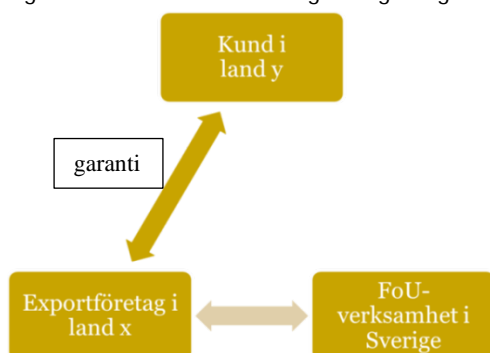 Kund i
land y
garanti
Exportföretag i
land x
FoU-
verksamhet i
Sverige